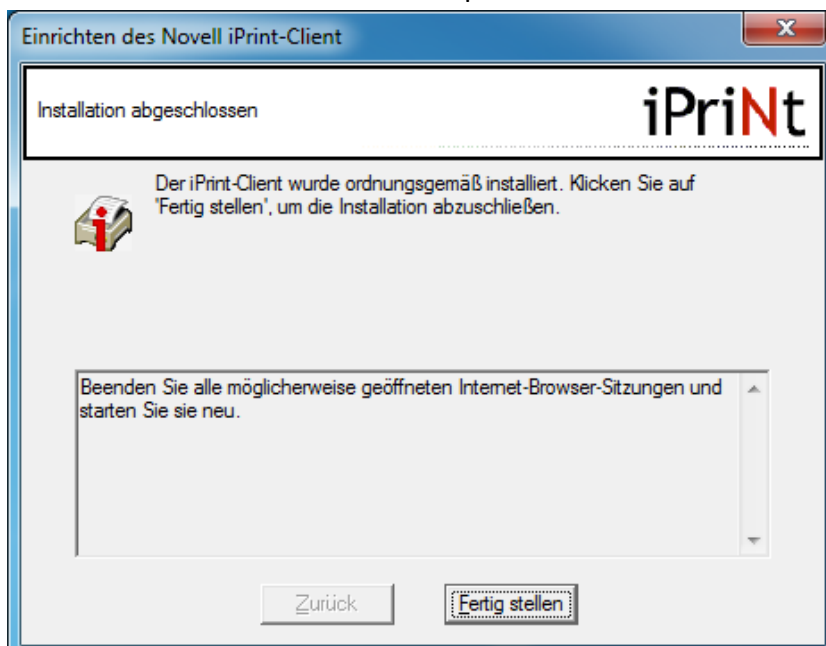 Einrichten des Novell iPrint-Client
Installation abgeschlossen
iPriNt
Der iPrint-Client wurde ordnungsgemäß installiert. Klicken Sie auf
'Fertig stellen', um die Installation abzuschließen.
Beenden Sie alle möglicherweise geöffneten Internet-Browser-Sitzungen und
starten Sie sie neu.
Zurück
Fertig stellen